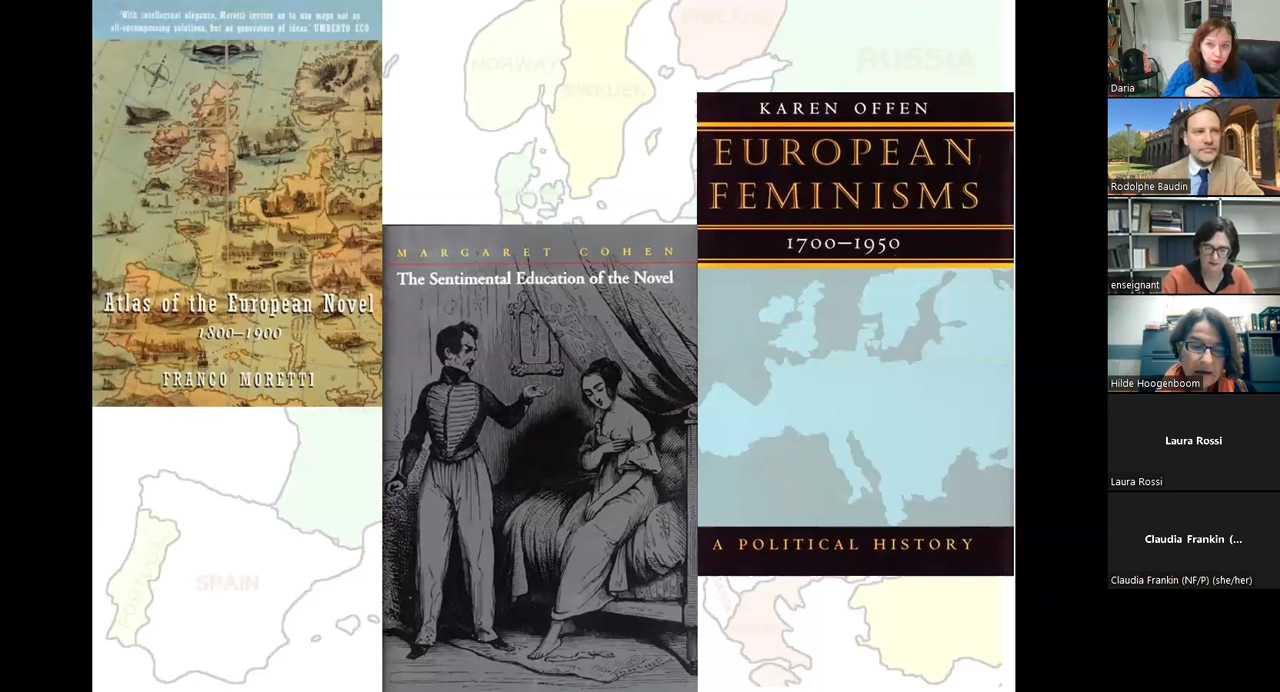 'With intellectual elegance, Moretti invites us to use maps not as
all-encompassing solutions, but as generators of ideas.' UMBERTO ECO
Atlas of the European Novel
1800–1900
FRANCO MORETTI
NORWAY
SWEDEN
FINLAND
RUSSIA
MARGARET COHEN
The Sentimental Education of the Novel
KAREN OFFEN
EUROPEAN
FEMINISMS
1700–1950
A POLITICAL HISTORY
PORTUGAL
SPAIN
Daria
Rodolphe Baudin
enseignant
Hilde Hoogenboom
Laura Rossi
Laura Rossi
Claudia Frankin (...
Claudia Frankin (NF/P) (she/her)